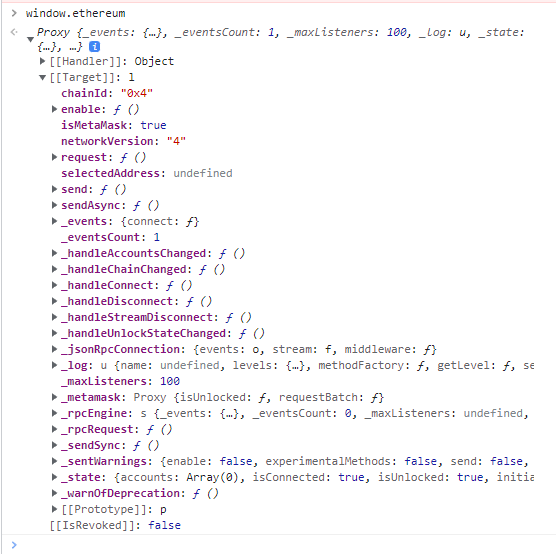 > window.ethereum
Proxy {_events: {…}, _eventsCount: 1, _maxListeners: 100, _log: u, _state:
{…}, …} i
[[Handler]]: Object
[[Target]]: l
chainId: "0x4"
enable: ƒ ()
isMetaMask: true
networkVersion: "4"
request: ƒ ()
selectedAddress: undefined
send: ƒ ()
sendAsync: ƒ ()
_events: {connect: ƒ}
_eventsCount: 1
_handleAccountsChanged: ƒ ()
_handleChainChanged: ƒ ()
_handleConnect: ƒ ()
_handleDisconnect: ƒ ()
_handleStreamDisconnect: ƒ ()
_handleUnlockStateChanged: ƒ ()
_jsonRpcConnection: {events: o, stream: f, middleware: ƒ}
_log: u {name: undefined, levels: {…}, methodFactory: ƒ, getLevel: ƒ, se
_maxListeners: 100
_metamask: Proxy {isUnlocked: ƒ, requestBatch: ƒ}
_rpcEngine: s {_events: {…}, _eventsCount: 0, _maxListeners: undefined,
_rpcRequest: ƒ ()
_sendSync: ƒ ()
_sentWarnings: {enable: false, experimentalMethods: false, send: false,
_state: {accounts: Array(0), isConnected: true, isUnlocked: true, initia
_warnOfDeprecation: ƒ ()
[[Prototype]]: p
[[IsRevoked]]: false
>